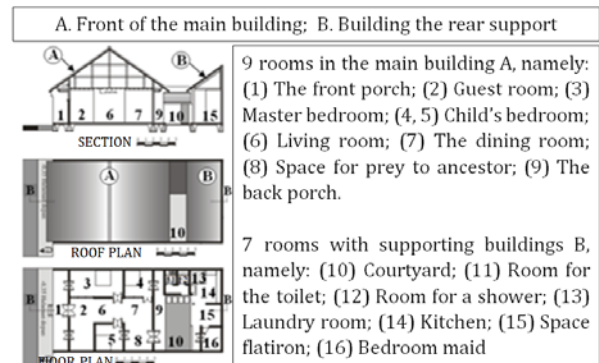 A. Front of the main building; B. Building the rear support
A
B
1 2 6 7 9 10 15
SECTION
A
B
B
B
10
ROOF PLAN
3 4 12 13
14
B
1 2 6 7 9
15
B
5 8 10 16
FLOOR PLAN
9 rooms in the main building A, namely:
(1) The front porch; (2) Guest room; (3)
Master bedroom; (4, 5) Child's bedroom;
(6) Living room; (7) The dining room;
(8) Space for prey to ancestor; (9) The
back porch.
7 rooms with supporting buildings B,
namely: (10) Courtyard; (11) Room for
the toilet; (12) Room for a shower; (13)
Laundry room; (14) Kitchen; (15) Space
flatiron; (16) Bedroom maid